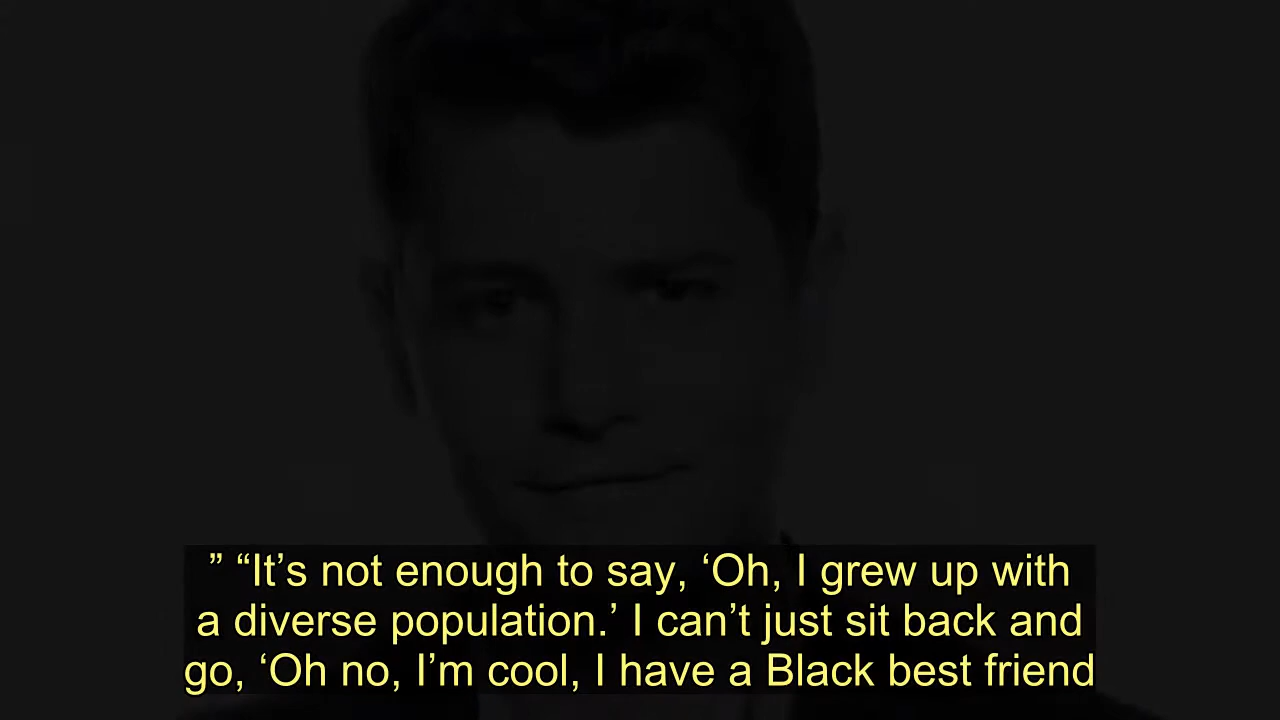 ” “It’s not enough to say, ‘Oh, I grew up with
a diverse population.’ I can’t just sit back and
go, ‘Oh no, I’m cool, I have a Black best friend